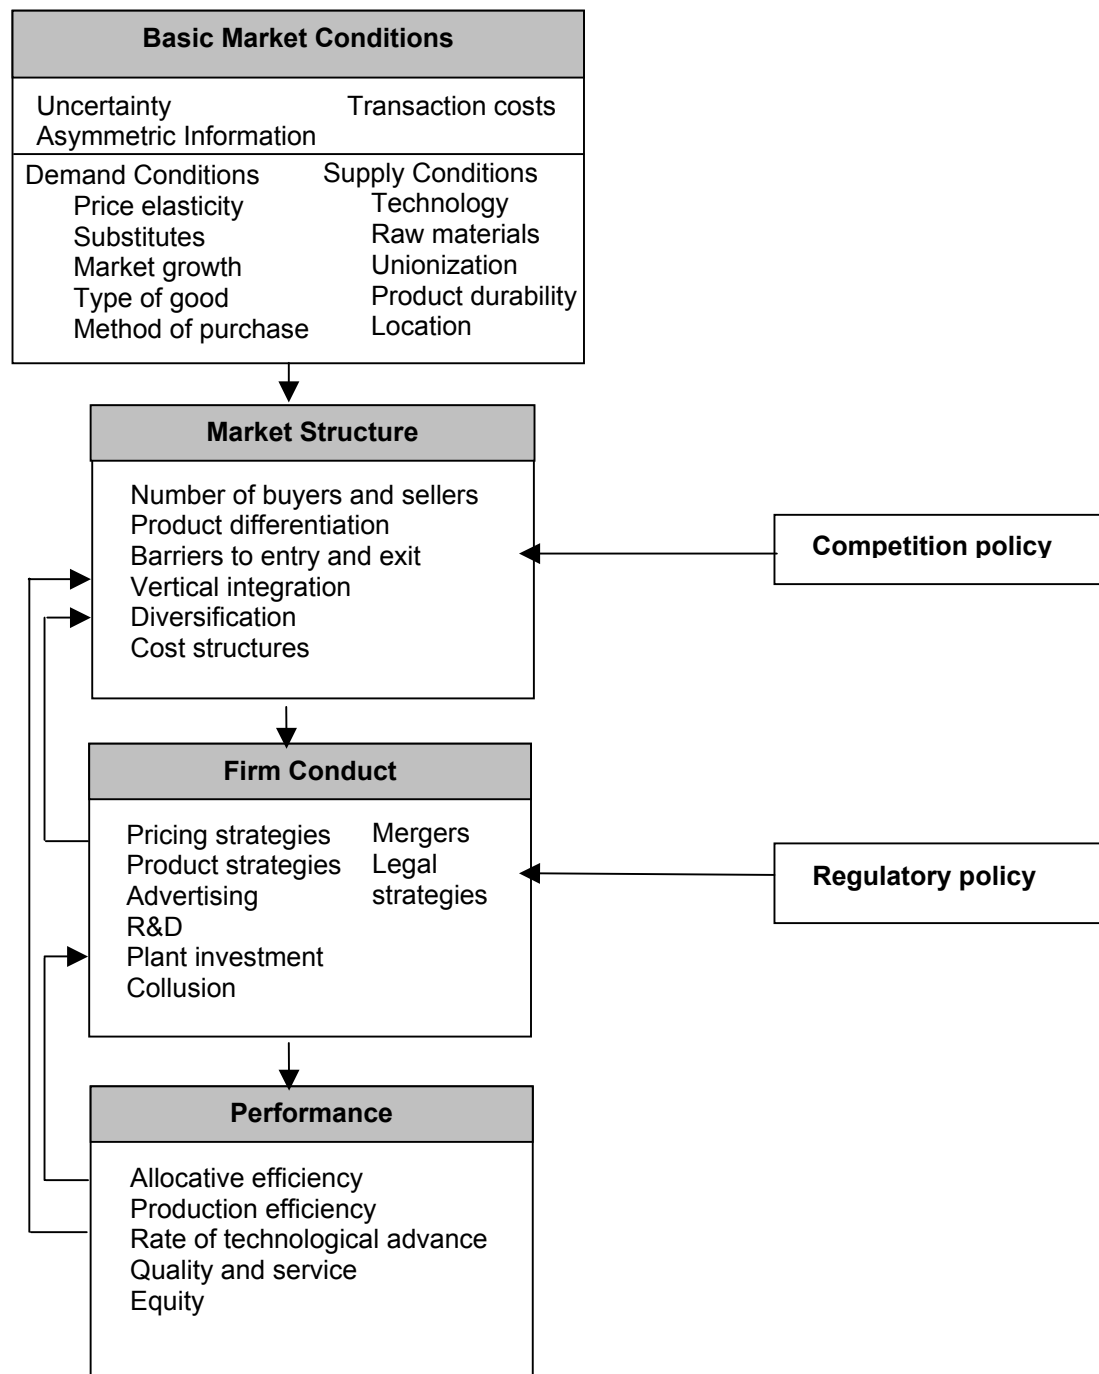 Basic Market Conditions
Uncertainty
Transaction costs
Asymmetric Information
Demand Conditions
Price elasticity
Substitutes
Market growth
Type of good
Method of purchase
Supply Conditions
Technology
Raw materials
Unionization
Product durability
Location
Market Structure
Number of buyers and sellers
Product differentiation
Barriers to entry and exit
Vertical integration
Diversification
Cost structures
Competition policy
Firm Conduct
Pricing strategies
Product strategies
Advertising
R&D
Plant investment
Collusion
Mergers
Legal
strategies
Regulatory policy
Performance
Allocative efficiency
Production efficiency
Rate of technological advance
Quality and service
Equity